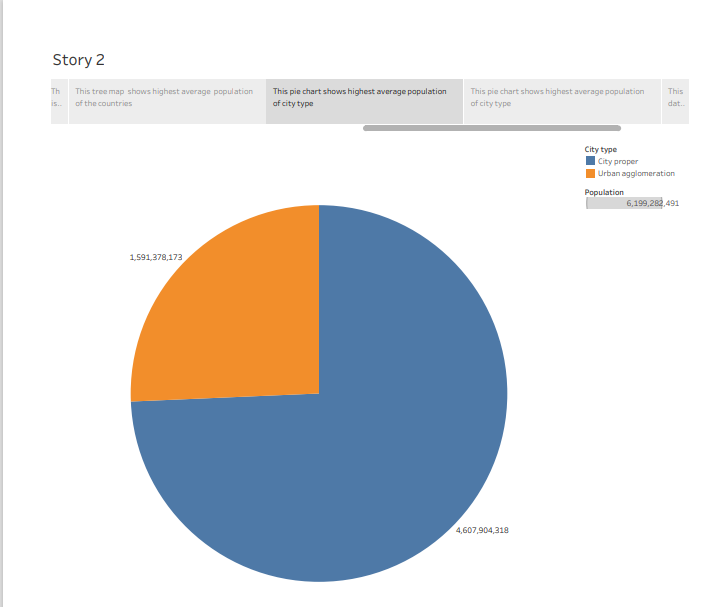 Story 2
Th
is..
This tree map shows highest average population
of the countries
This pie chart shows highest average population
of city type
This pie chart shows highest average population
of city type
This
dat..
City type
City proper
Urban agglomeration
Population
6,199,282,491
1,591,378,173
4,607,904,318